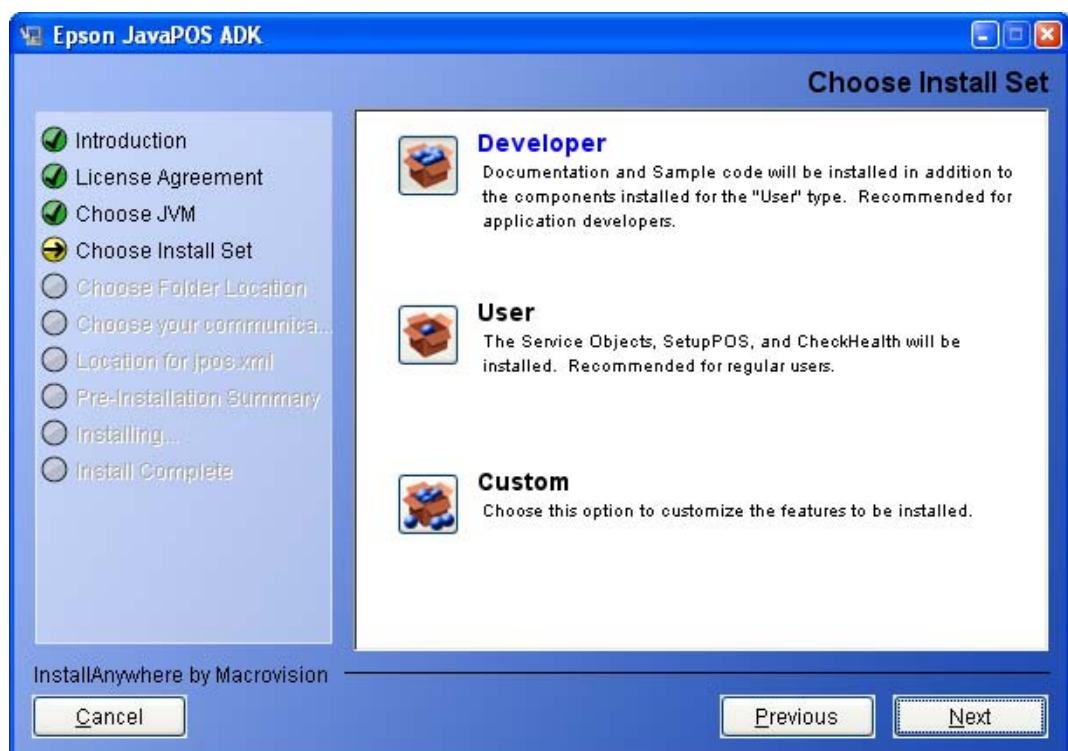 Epson JavaPOS ADK
Choose Install Set
Introduction
License Agreement
Choose JVM
Choose Install Set
Choose Folder Location
Choose your communica...
Location for jpos.xml
Pre-Installation Summary
Installing...
Install Complete
Developer
Documentation and Sample code will be installed in addition to
the components installed for the "User" type. Recommended for
application developers.
User
The Service Objects, SetupPOS, and CheckHealth will be
installed. Recommended for regular users.
Custom
Choose this option to customize the features to be installed.
InstallAnywhere by Macrovision
Cancel
Previous
Next